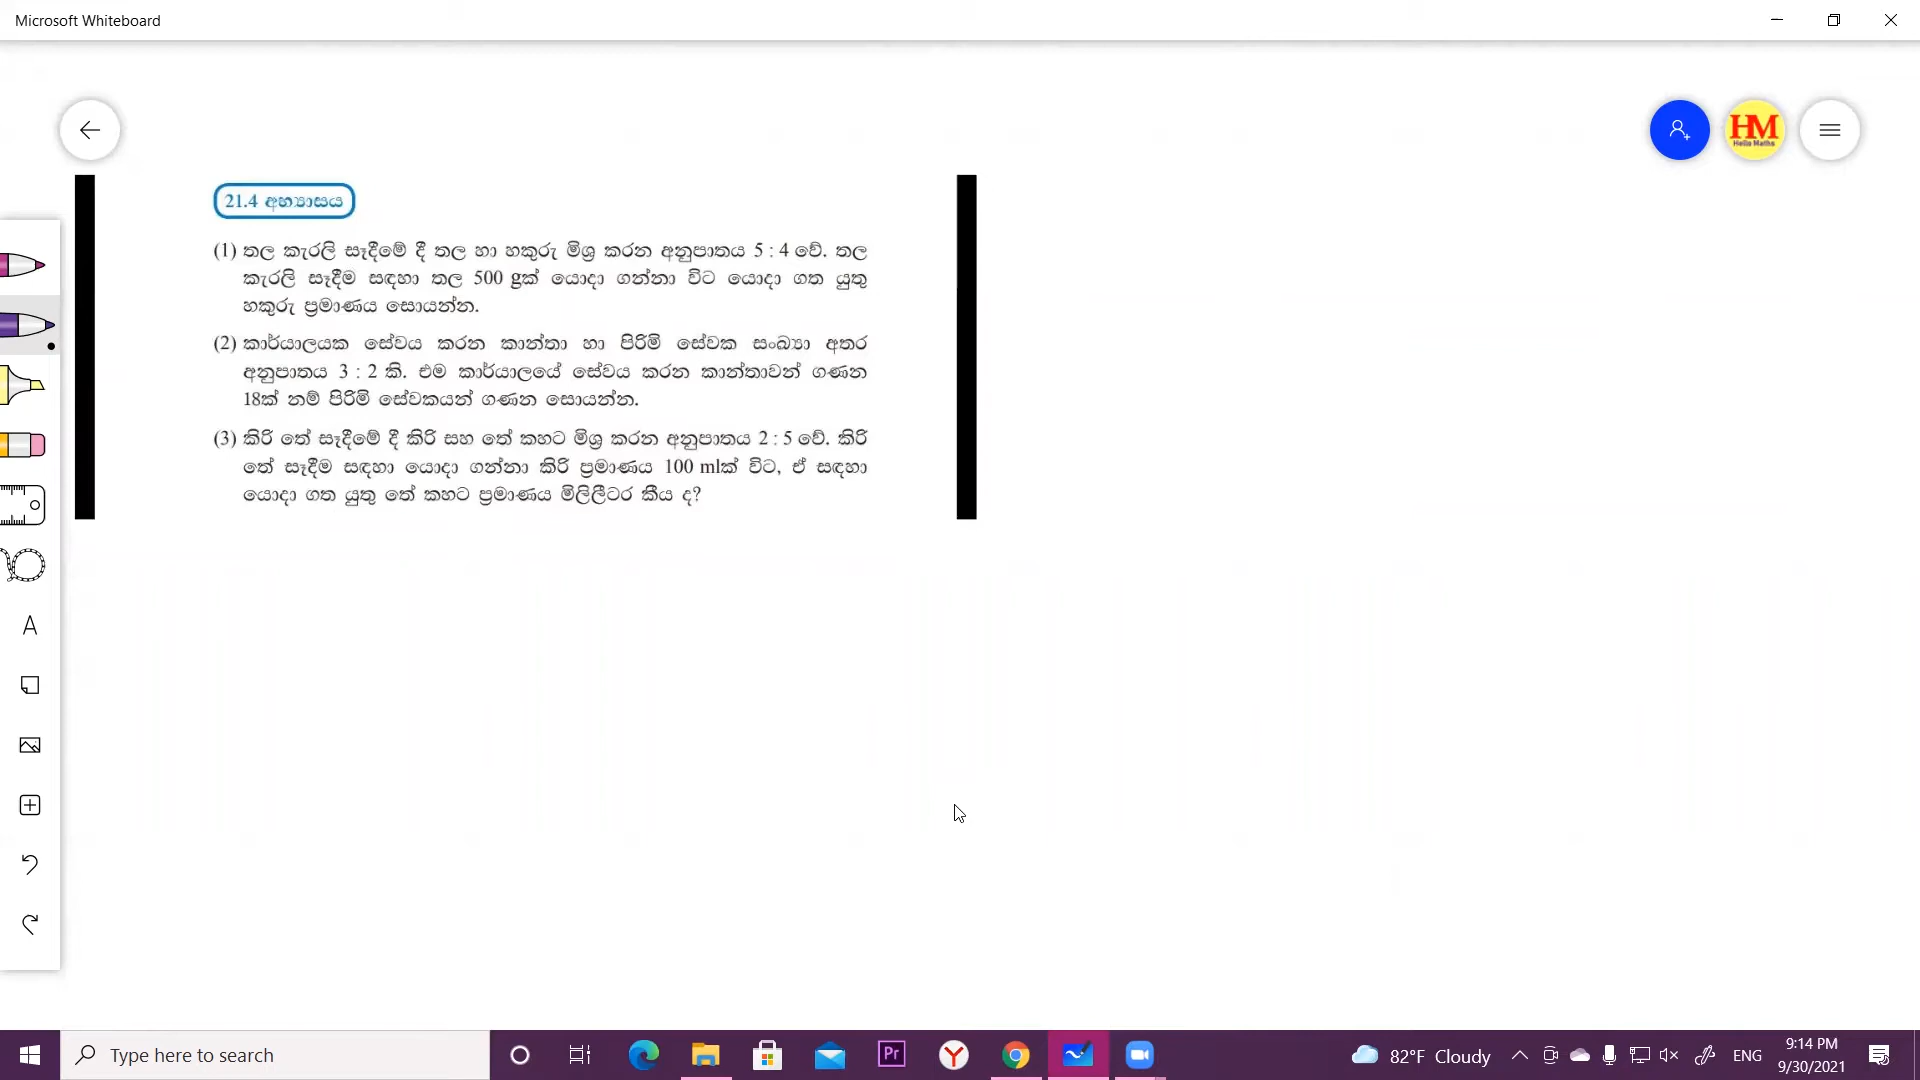 Microsoft Whiteboard
HM
Hello Maths
21.4 අභ්‍යාසය
(1) තල කැරලි සෑදීමේ දී තල හා හකුරු මිශ්‍ර කරන අනුපාතය 5 : 4 වේ. තල
කැරලි සෑදීම සඳහා තල 500 gක් යොදා ගන්නා විට යොදා ගත යුතු
හකුරු ප්‍රමාණය සොයන්න.
(2) කාර්යාලයක සේවය කරන කාන්තා හා පිරිමි සේවක සංඛ්‍යා අතර
අනුපාතය 3 : 2 කි. එම කාර්යාලයේ සේවය කරන කාන්තාවන් ගණන
18ක් නම් පිරිමි සේවකයන් ගණන සොයන්න.
(3) කිරි තේ සෑදීමේ දී කිරි සහ තේ කහට මිශ්‍ර කරන අනුපාතය 2 : 5 වේ. කිරි
තේ සෑදීම සඳහා යොදා ගන්නා කිරි ප්‍රමාණය 100 mlක් විට, ඒ සඳහා
යොදා ගත යුතු තේ කහට ප්‍රමාණය මිලිලීටර කීය ද?
A
Type here to search
Pr
Y
82°F Cloudy
ENG
9:14 PM
9/30/2021